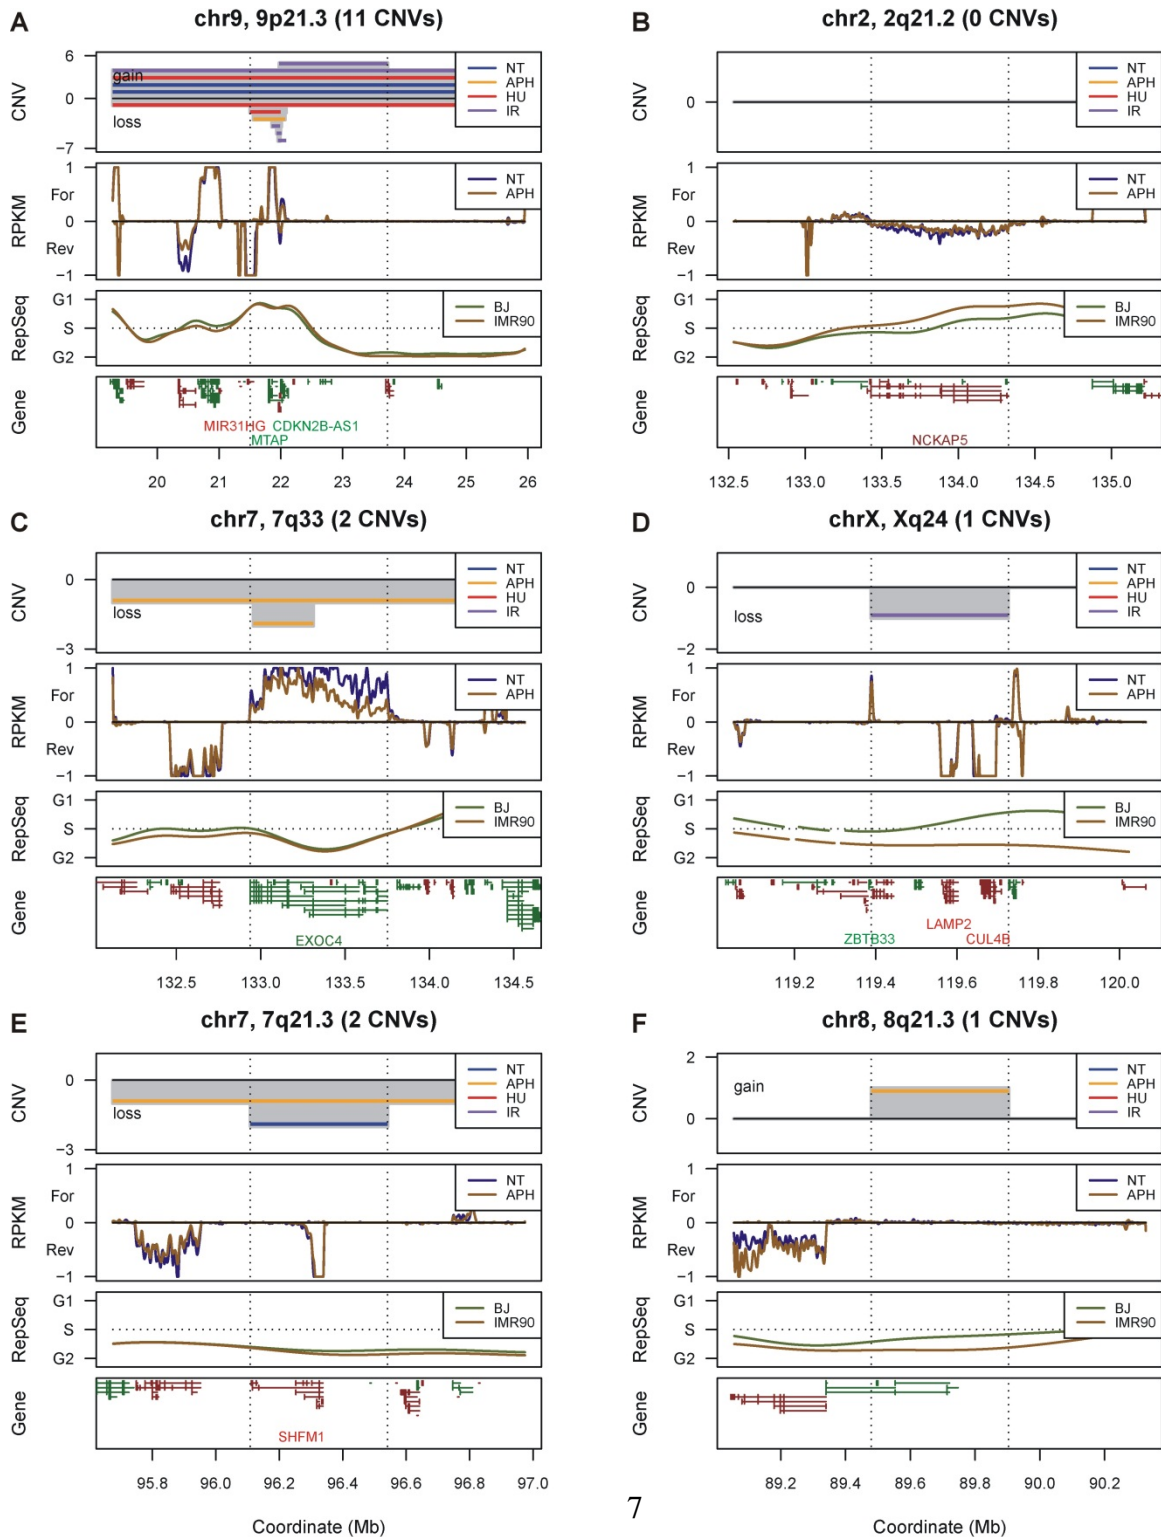 A
chr9, 9p21.3 (11 CNVs)
CNV
6
0
−7
gain
loss
NT
APH
HU
IR
RPKM
1
For
0
Rev
−1
NT
APH
RepSeq
G1
S
G2
BJ
IMR90
Gene
MIR31HG CDKN2B-AS1
MTAP
20 21 22 23 24 25 26
B
chr2, 2q21.2 (0 CNVs)
CNV
0
NT
APH
HU
IR
RPKM
1
For
0
Rev
−1
NT
APH
RepSeq
G1
S
G2
BJ
IMR90
Gene
NCKAP5
132.5 133.0 133.5 134.0 134.5 135.0
C
chr7, 7q33 (2 CNVs)
CNV
0
−3
loss
NT
APH
HU
IR
RPKM
1
For
0
Rev
−1
NT
APH
RepSeq
G1
S
G2
BJ
IMR90
Gene
EXOC4
132.5 133.0 133.5 134.0 134.5
D
chrX, Xq24 (1 CNVs)
CNV
0
−2
loss
NT
APH
HU
IR
RPKM
1
For
0
Rev
−1
NT
APH
RepSeq
G1
S
G2
BJ
IMR90
Gene
LAMP2
ZBTB33 CUL4B
119.2 119.4 119.6 119.8 120.0
E
chr7, 7q21.3 (2 CNVs)
CNV
0
−3
loss
NT
APH
HU
IR
RPKM
1
For
0
Rev
−1
NT
APH
RepSeq
G1
S
G2
BJ
IMR90
Gene
SHFM1
95.8 96.0 96.2 96.4 96.6 96.8 97.0
Coordinate (Mb)
F
chr8, 8q21.3 (1 CNVs)
CNV
2
0
gain
NT
APH
HU
IR
RPKM
1
For
0
Rev
−1
NT
APH
RepSeq
G1
S
G2
BJ
IMR90
Gene
89.2 89.4 89.6 89.8 90.0 90.2
Coordinate (Mb)
7